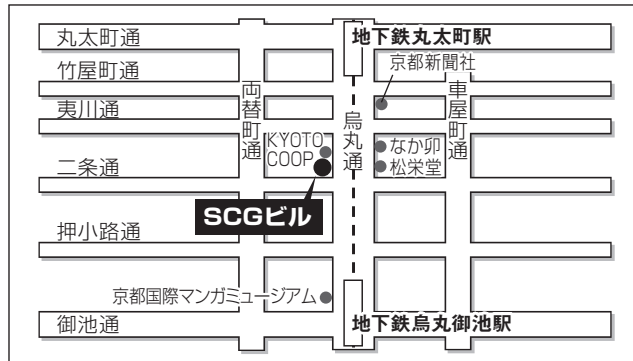 丸太町通
地下鉄丸太町駅
竹屋町通
京都新聞社
夷川通
両替町通
烏丸通
車屋町通
KYOTO
COOP
なか卯
二条通
松栄堂
SCGビル
押小路通
京都国際マンガミュージアム
御池通
地下鉄烏丸御池駅